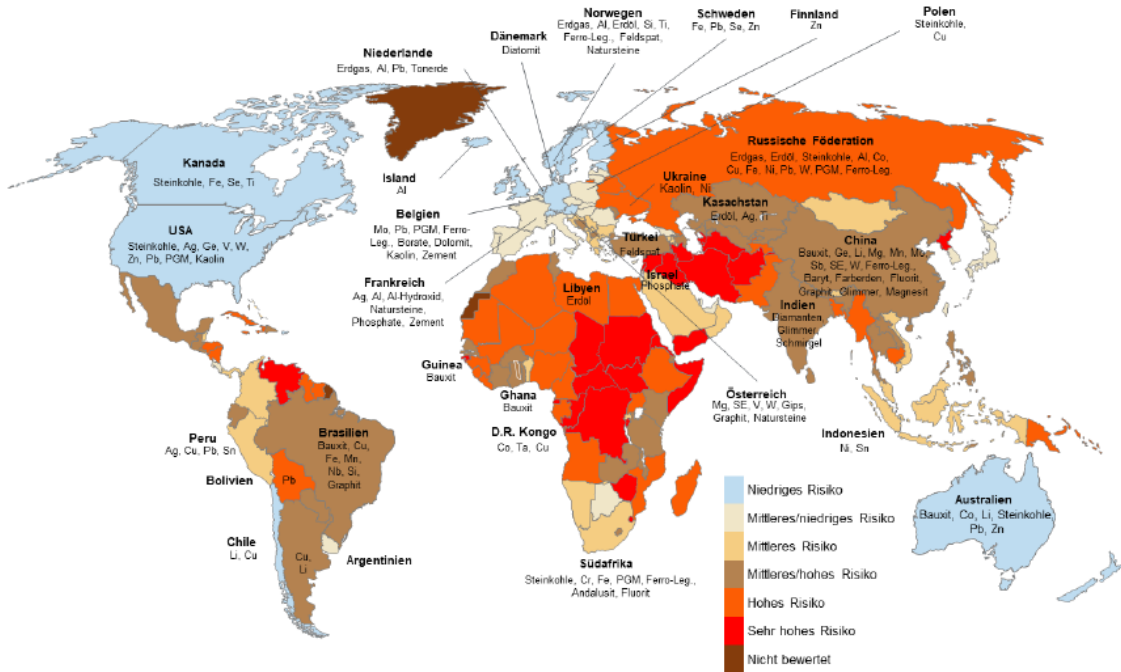 Norwegen
Erdgas, Al, Erdöl, Si, Ti,
Ferro-Leg., Feldspat,
Natursteine
Schweden
Fe, Pb, Se, Zn
Finnland
Zn
Polen
Steinkohle,
Cu
Dänemark
Diatomit
Niederlande
Erdgas, Al, Pb, Tonerde
Kanada
Steinkohle, Fe, Se, Ti
Island
Al
Russische Föderation
Erdgas, Erdöl, Steinkohle, Al, Co,
Cu, Fe, Ni, Pb, W, PGM, Ferro-Leg.
Ukraine
Kaolin, Ni
Kasachstan
Erdöl, Ag, Ti
USA
Steinkohle, Ag, Ge, V, W,
Zn, Pb, PGM, Kaolin
Belgien
Mo, Pb, PGM, Ferro-
Leg., Borate, Dolomit,
Kaolin, Zement
Türkei
Feldspat
China
Bauxit, Ge, Li, Mg, Mn, Mo,
Sb, SE, W, Ferro-Leg.,
Baryt, Farberden, Fluorit,
Graphit, Glimmer, Magnesit
Frankreich
Ag, Al, Al-Hydroxid,
Natursteine,
Phosphate, Zement
Israel
Phosphate
Libyen
Erdöl
Indien
Diamanten,
Glimmer,
Schmirgel
Guinea
Bauxit
Ghana
Bauxit
Österreich
Mg, SE, V, W, Gips,
Graphit, Natursteine
D.R. Kongo
Co, Ta, Cu
Indonesien
Ni, Sn
Peru
Ag, Cu, Pb, Sn
Brasilien
Bauxit, Cu,
Fe, Mn,
Nb, Si,
Graphit
Bolivien
Pb
Chile
Li, Cu
Cu,
Li
Argentinien
Südafrika
Steinkohle, Cr, Fe, PGM, Ferro-Leg.,
Andalusit, Fluorit
Australien
Bauxit, Co, Li, Steinkohle,
Pb, Zn
Niedriges Risiko
Mittleres/niedriges Risiko
Mittleres Risiko
Mittleres/hohes Risiko
Hohes Risiko
Sehr hohes Risiko
Nicht bewertet